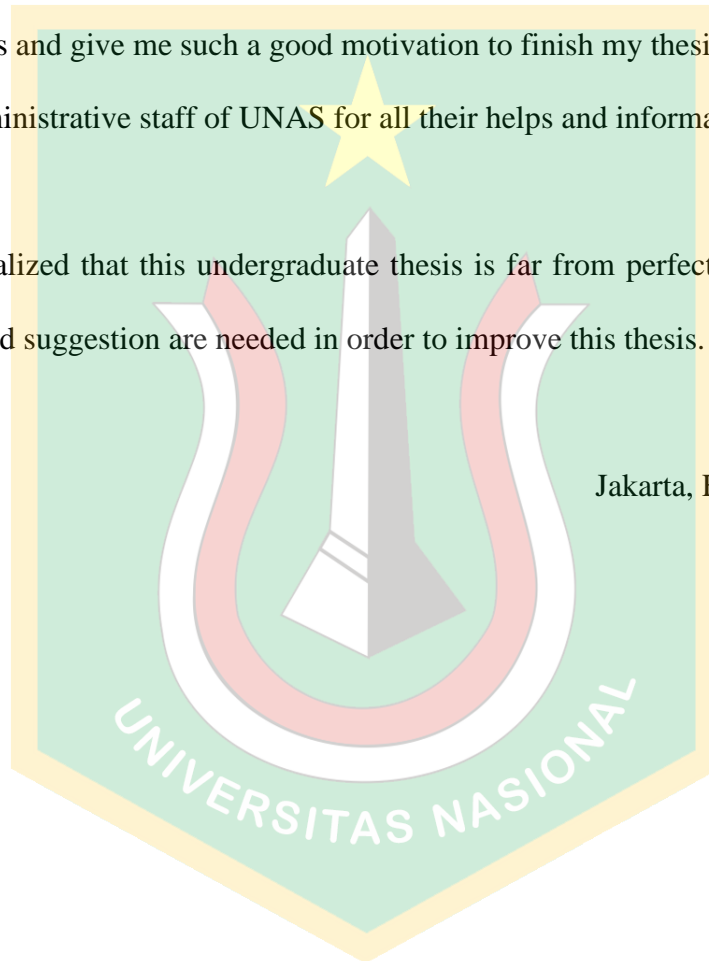 s and give me such a good motivation to finish my thesi
ninistrative staff of UNAS for all their helps and informa
alized that this undergraduate thesis is far from perfect
d suggestion are needed in order to improve this thesis.
Jakarta,
UNIVERSITAS NASIONAL